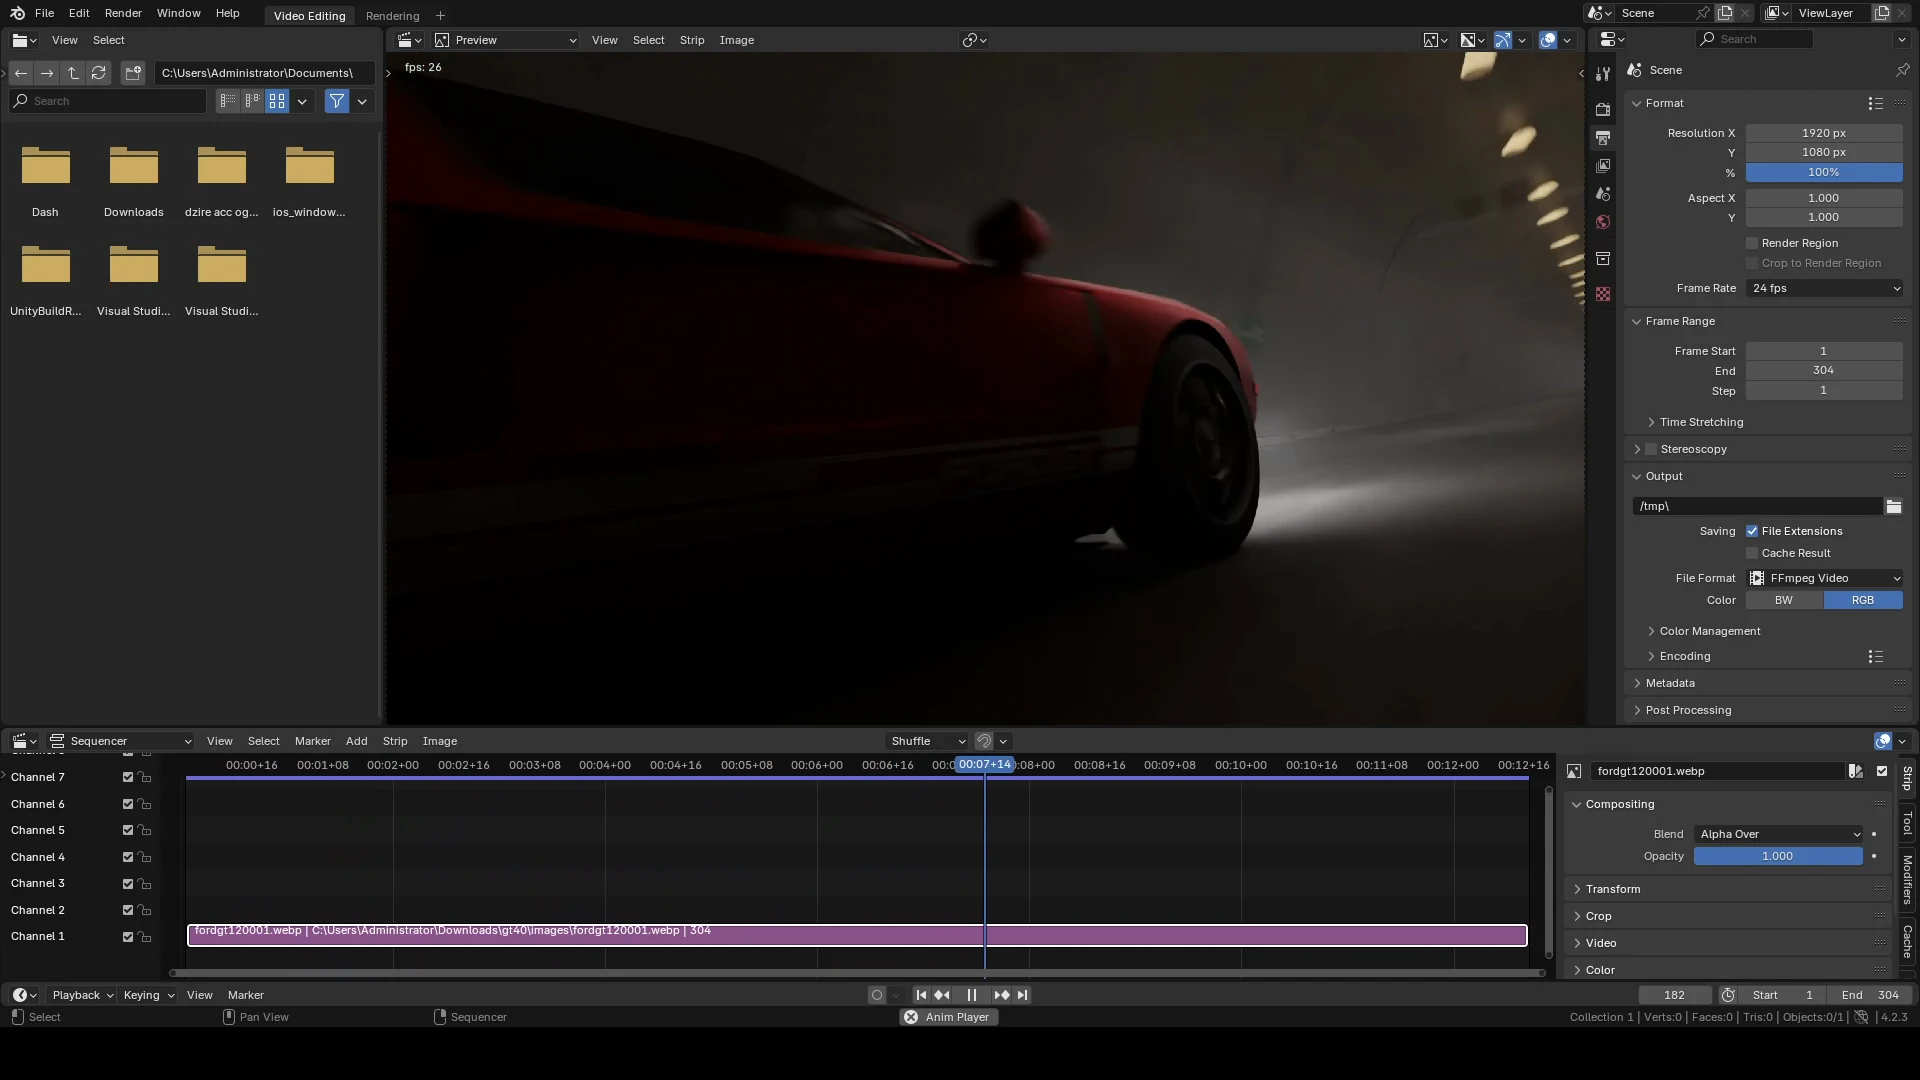 File Edit Render Window Help Video Editing Rendering + Scene ViewLayer
View Select Preview View Select Strip Image Search
C:\Users\Administrator\Documents\
Search
Dash Downloads dzire acc og... ios_window...
UnityBuildR... Visual Studi... Visual Studi...
fps: 26
Scene
Format
Resolution X 1920 px
Y 1080 px
% 100%
Aspect X 1.000
Y 1.000
Render Region
Crop to Render Region
Frame Rate 24 fps
Frame Range
Frame Start 1
End 304
Step 1
Time Stretching
Stereoscopy
Output
/tmp\
Saving File Extensions
Cache Result
File Format FFmpeg Video
Color BW RGB
Color Management
Encoding
Metadata
Post Processing
Sequencer View Select Marker Add Strip Image Shuffle
00:00+16 00:01+08 00:02+00 00:02+16 00:03+08 00:04+00 00:04+16 00:05+08 00:06+00 00:06+16 00:07+14 00:08+16 00:09+08 00:10+00 00:10+16 00:11+08 00:12+00 00:12+16
Channel 7
Channel 6
Channel 5
Channel 4
Channel 3
Channel 2
Channel 1
fordgt120001.webp | C:\Users\Administrator\Downloads\gt40\images\fordgt120001.webp | 304
fordgt120001.webp
Compositing
Blend Alpha Over
Opacity 1.000
Transform
Crop
Video
Color
Strip
Tool
Modifiers
Cache
Playback Keying View Marker 182 Start 1 End 304
Select Pan View Sequencer Anim Player Collection 1 | Verts:0 | Faces:0 | Tris:0 | Objects:0/1 | 4.2.3